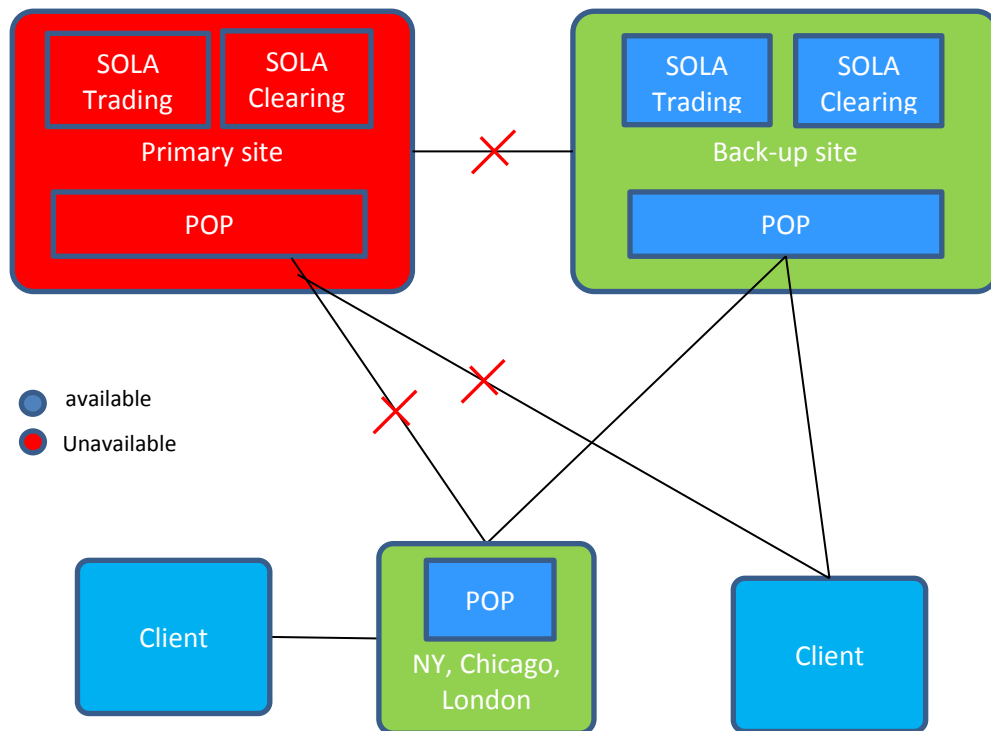 SOLA
Trading
SOLA
Clearing
Primary site
POP
SOLA
Trading
SOLA
Clearing
Back-up site
POP
available
Unavailable
Client
POP
NY, Chicago,
London
Client